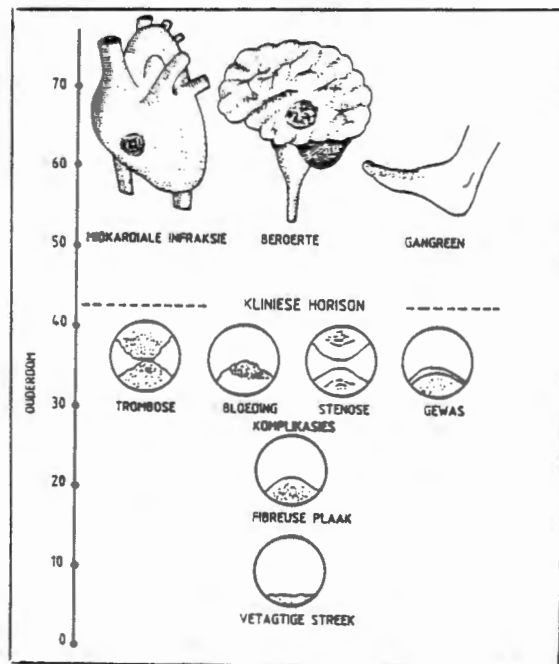 70
60
MIOKARDIALE INFRAKSIE BEROERTE GANGREEN
50
KLINIESE HORISON
40
OUDERDOM
TROMBOSE BLOEDING STENOSE GEWAS
30
KOMPLIKASIES
20
FIBREUSE PLAAK
10
VETAGTIGE STREEK
0